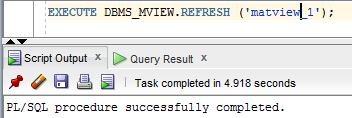 EXECUTE DBMS_MVIEW.REFRESH ('matview_1');
Script Output × Query Result ×
Task completed in 4.918 seconds
PL/SQL procedure successfully completed.